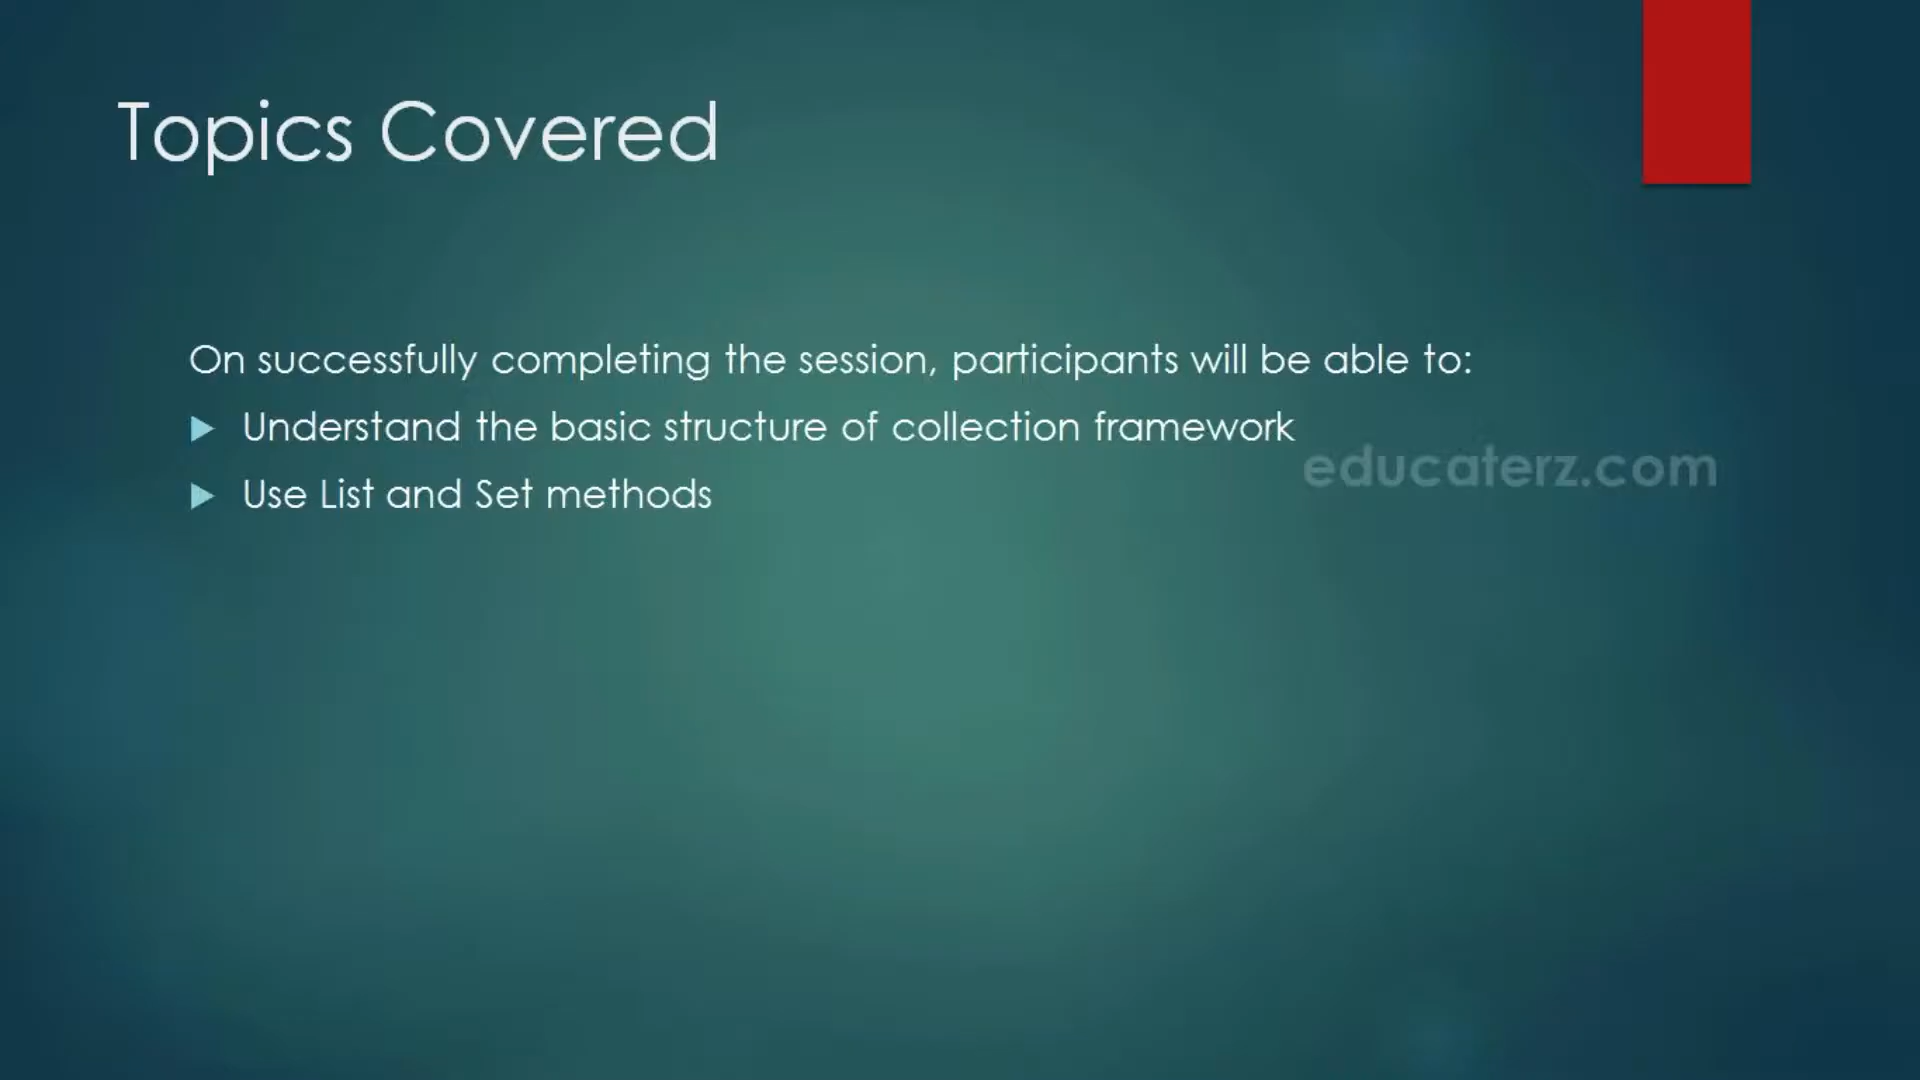 Topics Covered
On successfully completing the session, participants will be able to:
Understand the basic structure of collection framework
educaterz.com
Use List and Set methods